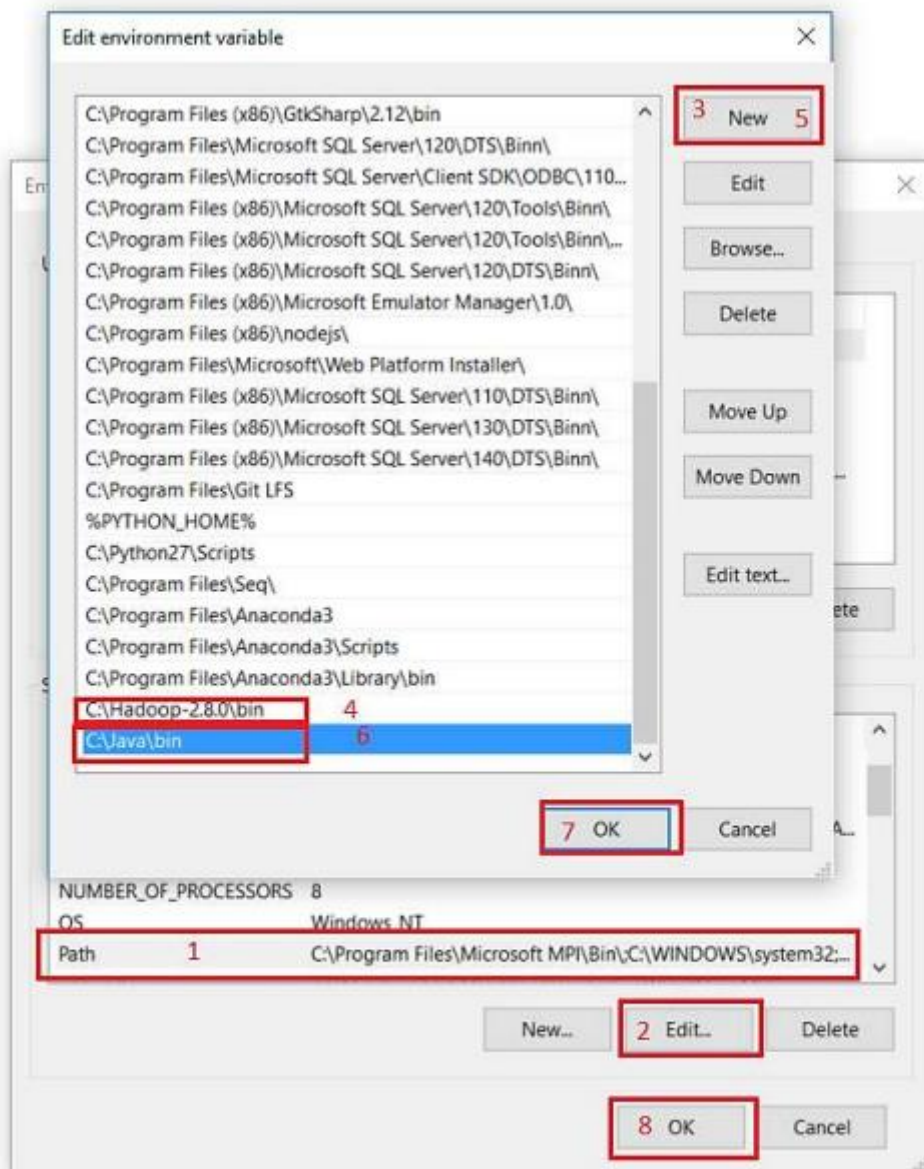 Edit environment variable
C:\Program Files (x86)\GtkSharp\2.12\bin
C:\Program Files\Microsoft SQL Server\120\DTS\Binn\
C:\Program Files\Microsoft SQL Server\Client SDK\ODBC\110...
C:\Program Files (x86)\Microsoft SQL Server\120\Tools\Binn\
C:\Program Files (x86)\Microsoft SQL Server\120\Tools\Binn\...
C:\Program Files (x86)\Microsoft SQL Server\120\DTS\Binn\
C:\Program Files (x86)\Microsoft Emulator Manager\1.0\
C:\Program Files (x86)\nodejs\
C:\Program Files\Microsoft\Web Platform Installer\
C:\Program Files (x86)\Microsoft SQL Server\110\DTS\Binn\
C:\Program Files (x86)\Microsoft SQL Server\130\DTS\Binn\
C:\Program Files (x86)\Microsoft SQL Server\140\DTS\Binn\
C:\Program Files\Git LFS
%PYTHON_HOME%
C:\Python27\Scripts
C:\Program Files\Seq\
C:\Program Files\Anaconda3
C:\Program Files\Anaconda3\Scripts
C:\Program Files\Anaconda3\Library\bin
C:\Hadoop-2.8.0\bin 4
C:\Java\bin 6
3 New 5
Edit
Browse...
Delete
Move Up
Move Down
Edit text...
7 OK
Cancel
NUMBER_OF_PROCESSORS 8
OS Windows_NT
Path 1 C:\Program Files\Microsoft MPI\Bin\;C:\WINDOWS\system32;...
New...
2 Edit...
Delete
8 OK
Cancel